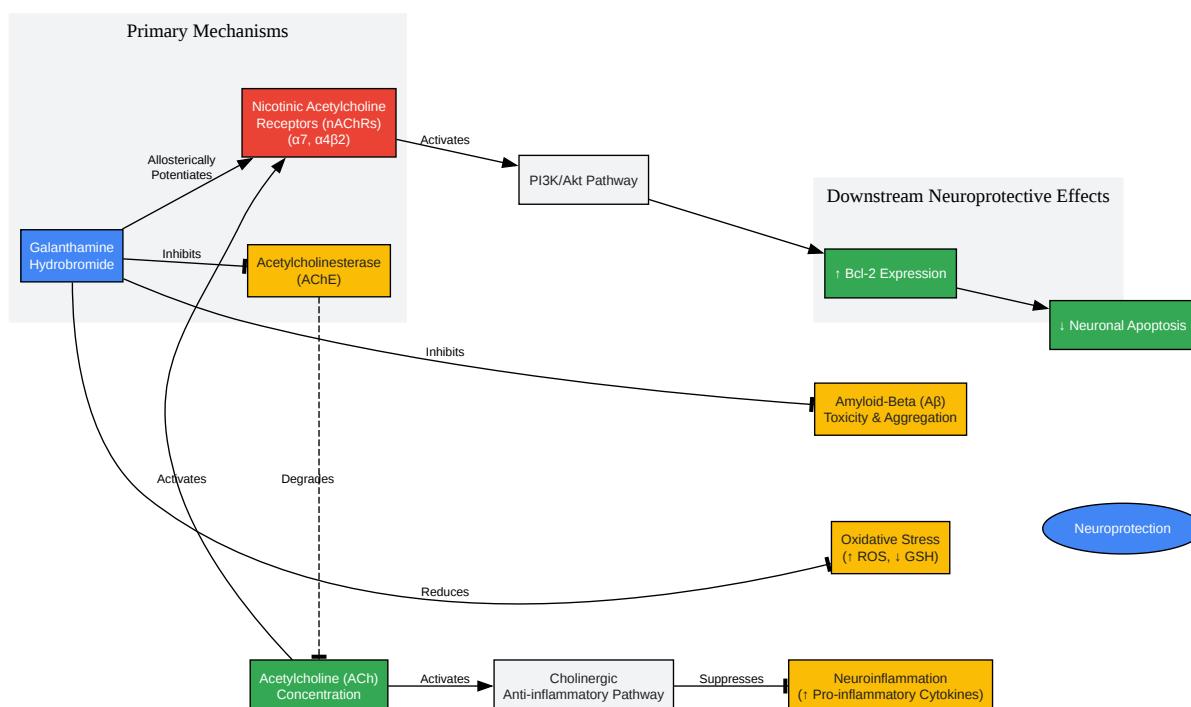 Primary Mechanisms
Nicotinic Acetylcholine
Receptors (nAChRs)
(α7, α4β2)
Activates
Allosterically
Potentiates
PI3K/Akt Pathway
Downstream Neuroprotective Effects
Galanthamine
Hydrobromide
Inhibits
Acetylcholinesterase
(AChE)
↑ Bcl-2 Expression
↓ Neuronal Apoptosis
Inhibits
Amyloid-Beta (Aβ)
Toxicity & Aggregation
Activates
Degrades
Neuroprotection
Oxidative Stress
(↑ ROS, ↓ GSH)
Reduces
Acetylcholine (ACh)
Concentration
Activates
Cholinergic
Anti-inflammatory Pathway
Suppresses
Neuroinflammation
(↑ Pro-inflammatory Cytokines)